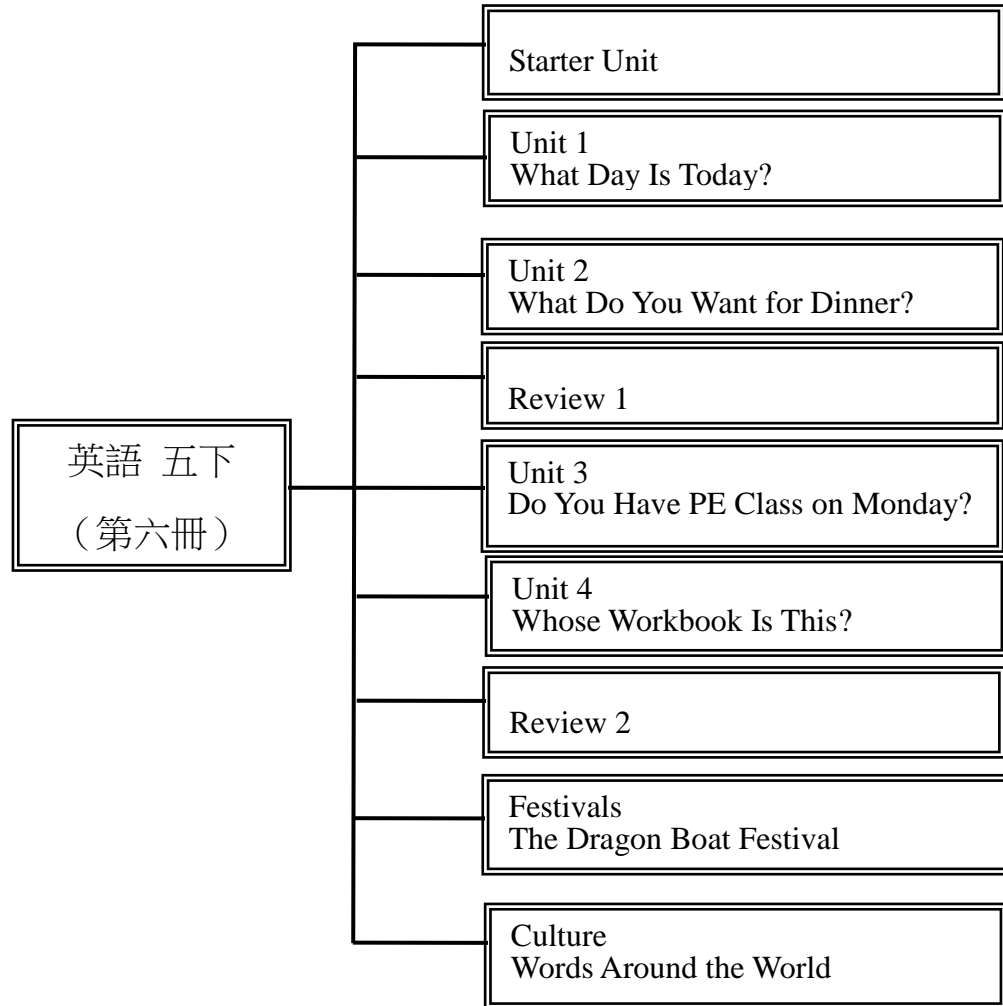 英語 五下
（第六冊）
Starter Unit
Unit 1
What Day Is Today?
Unit 2
What Do You Want for Dinner?
Review 1
Unit 3
Do You Have PE Class on Monday?
Unit 4
Whose Workbook Is This?
Review 2
Festivals
The Dragon Boat Festival
Culture
Words Around the World